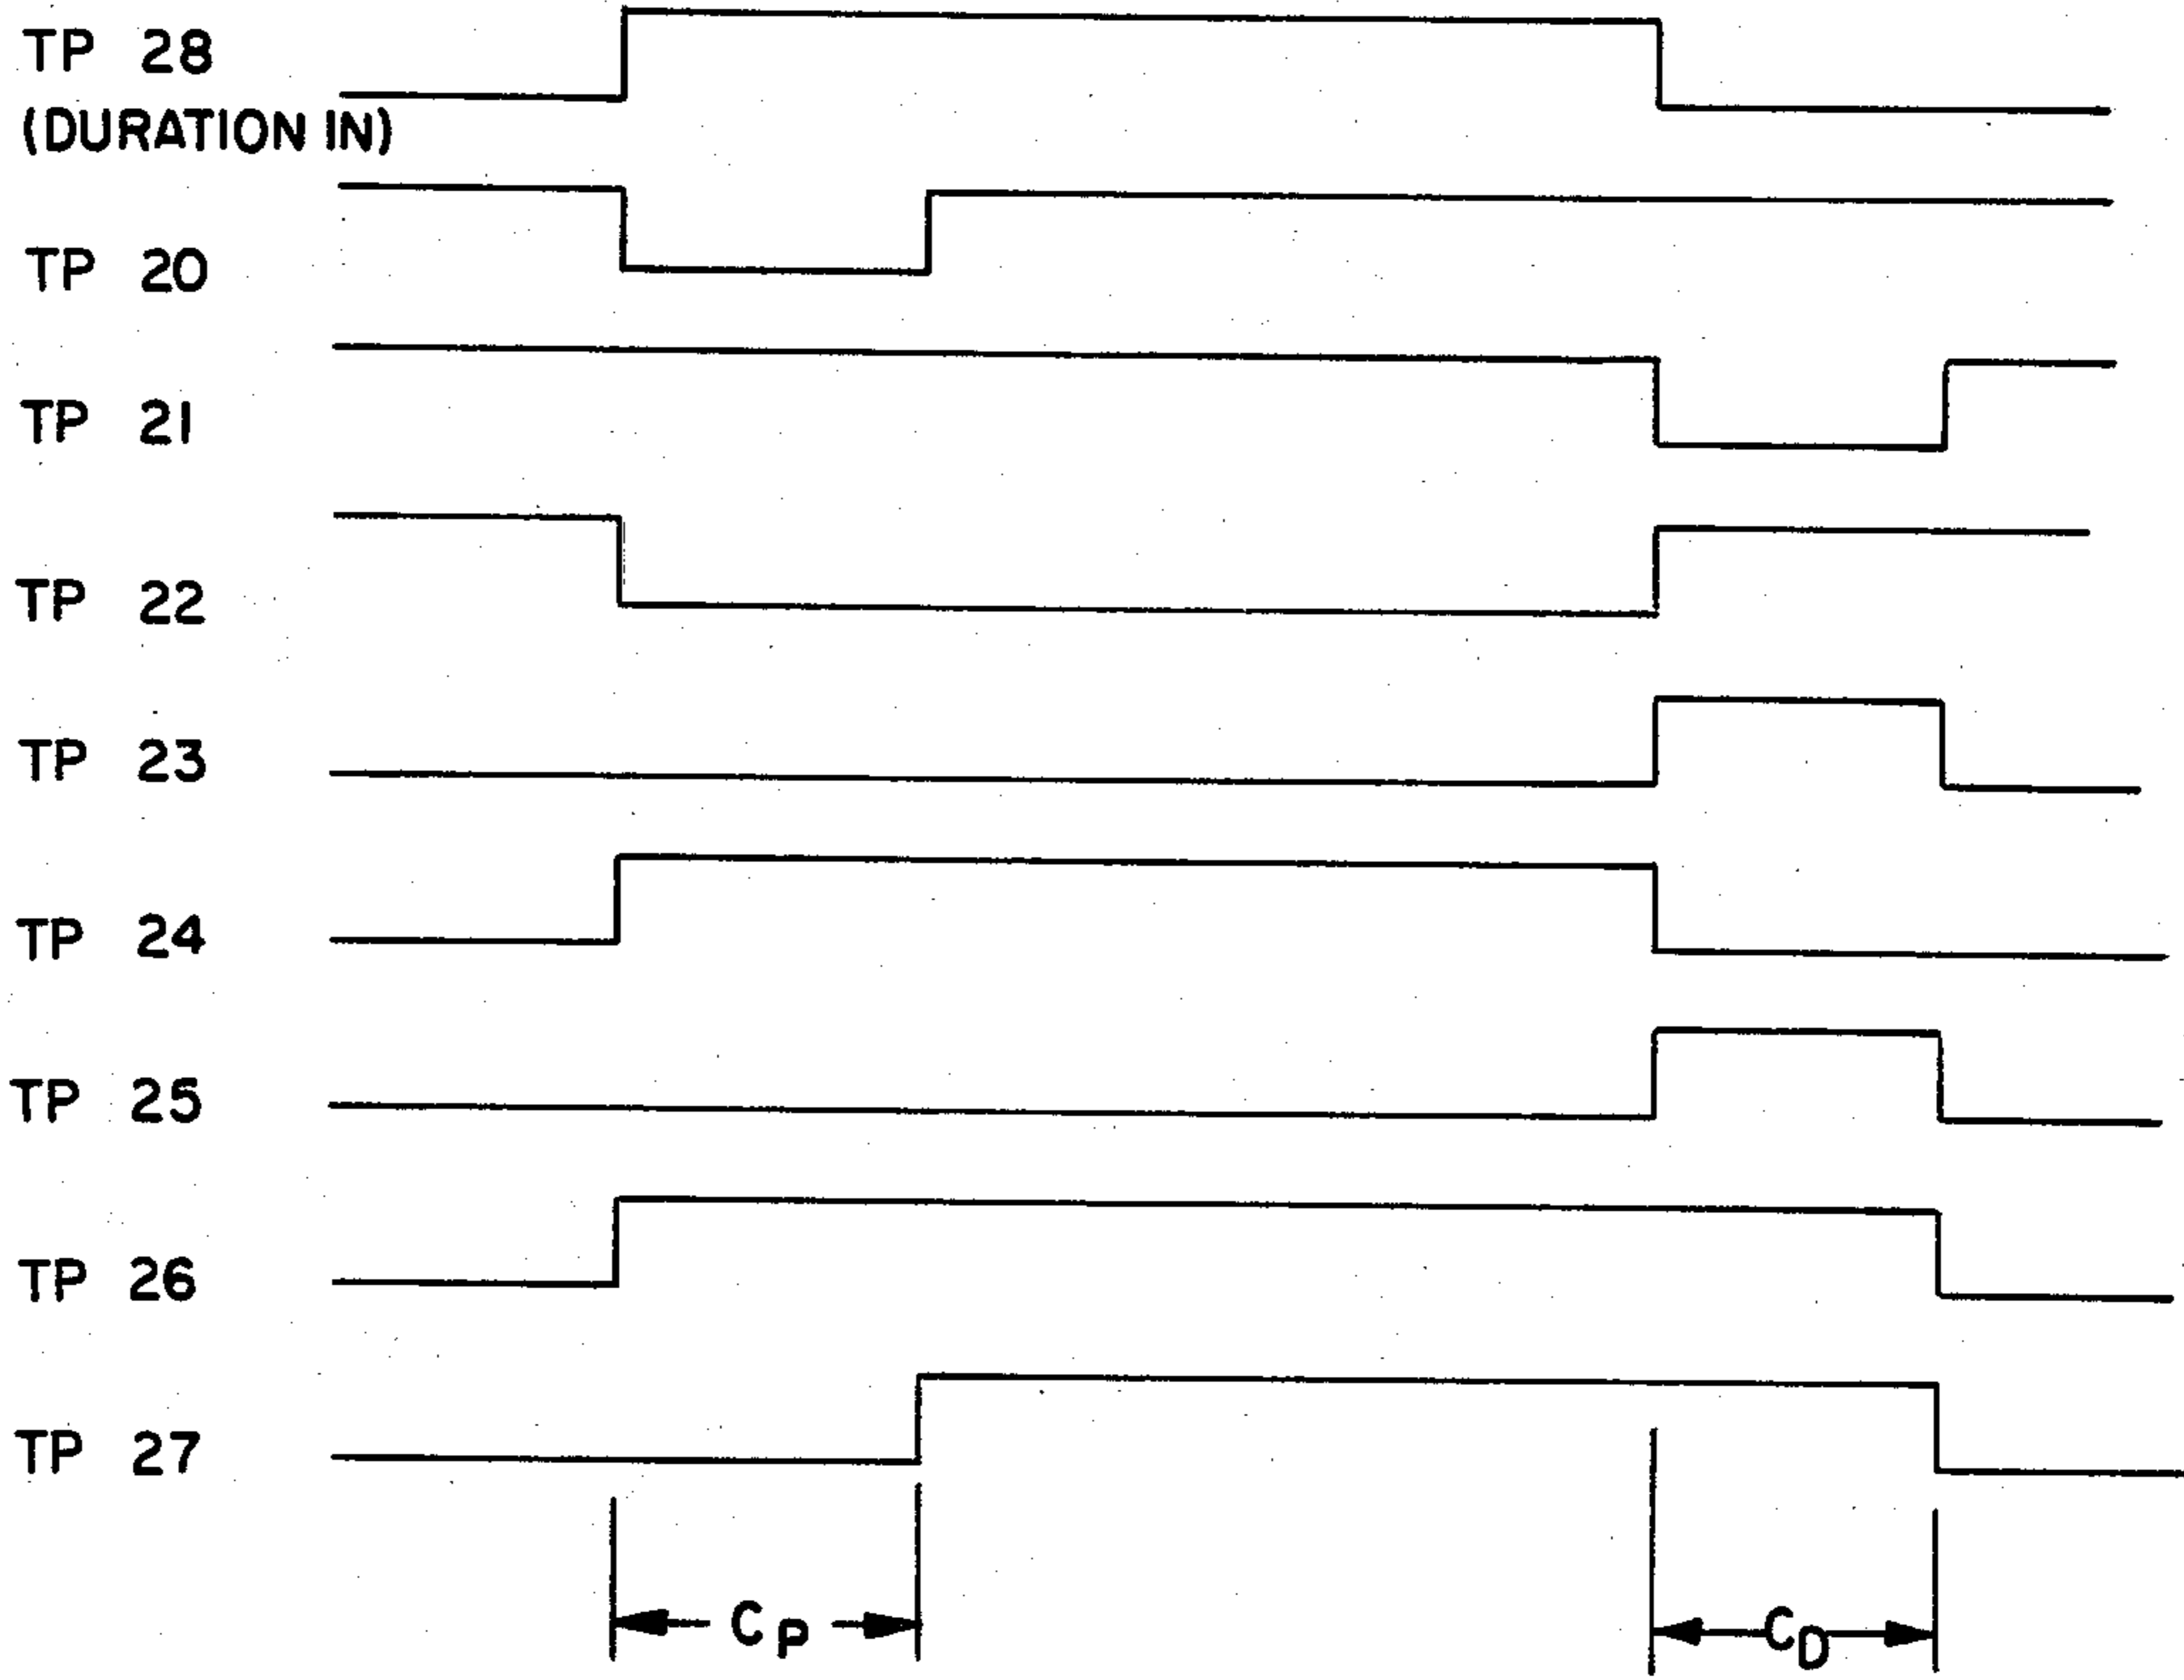 TP 28
(DURATION IN)
TP 20
TP 21
TP 22
TP 23
TP 24
TP 25
TP 26
TP 27
CP
CD